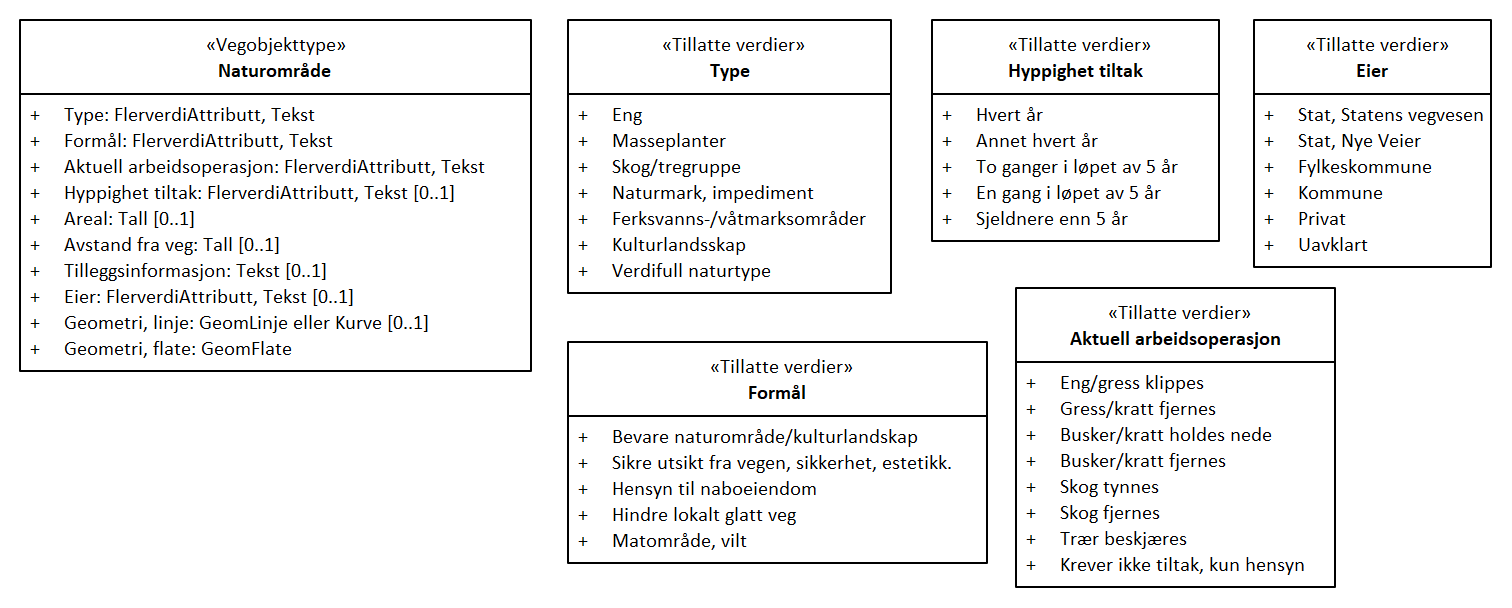 «Vegobjekttype»
Naturområde
+ Type: FlerverdiAttributt, Tekst
+ Formål: FlerverdiAttributt, Tekst
+ Aktuell arbeidsoperasjon: FlerverdiAttributt, Tekst
+ Hyppighet tiltak: FlerverdiAttributt, Tekst [0..1]
+ Areal: Tall [0..1]
+ Avstand fra veg: Tall [0..1]
+ Tilleggsinformasjon: Tekst [0..1]
+ Eier: FlerverdiAttributt, Tekst [0..1]
+ Geometri, linje: GeomLinje eller Kurve [0..1]
+ Geometri, flate: GeomFlate
«Tillatte verdier»
Type
+ Eng
+ Masseplanter
+ Skog/tregruppe
+ Naturmark, impediment
+ Ferksvanns-/våtmarksområder
+ Kulturlandsskap
+ Verdifull naturtype
«Tillatte verdier»
Hyppighet tiltak
+ Hvert år
+ Annet hvert år
+ To ganger i løpet av 5 år
+ En gang i løpet av 5 år
+ Sjeldnere enn 5 år
«Tillatte verdier»
Eier
+ Stat, Statens vegvesen
+ Stat, Nye Veier
+ Fylkeskommune
+ Kommune
+ Privat
+ Uavklart
«Tillatte verdier»
Formål
+ Bevare naturområde/kulturlandskap
+ Sikre utsikt fra vegen, sikkerhet, estetikk.
+ Hensyn til naboeiendom
+ Hindre lokalt glatt veg
+ Matområde, vilt
«Tillatte verdier»
Aktuell arbeidsoperasjon
+ Eng/gress klippes
+ Gress/kratt fjernes
+ Busker/kratt holdes nede
+ Busker/kratt fjernes
+ Skog tynnes
+ Skog fjernes
+ Trær beskjæres
+ Krever ikke tiltak, kun hensyn